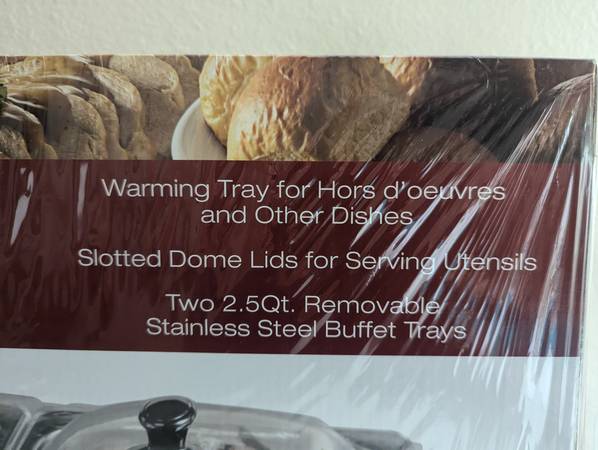 Warming Tray for Hors d'oeuvres
and Other Dishes
Slotted Dome Lids for Serving Utensils
Two 2.5Qt. Removable
Stainless Steel Buffet Trays